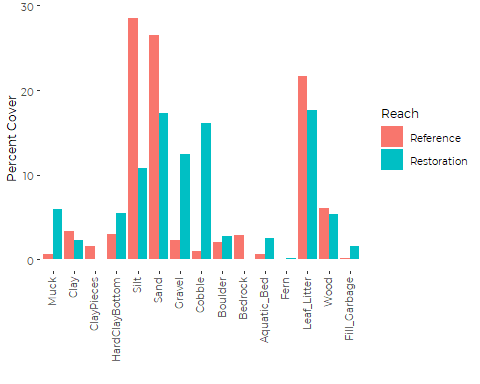 30
20
10
0
Percent Cover
Muck
Clay
ClayPieces
HardClayBottom
Silt
Sand
Gravel
Cobble
Boulder
Bedrock
Aquatic_Bed
Fern
Leaf_Litter
Wood
Fill_Garbage
Reach
Reference
Restoration